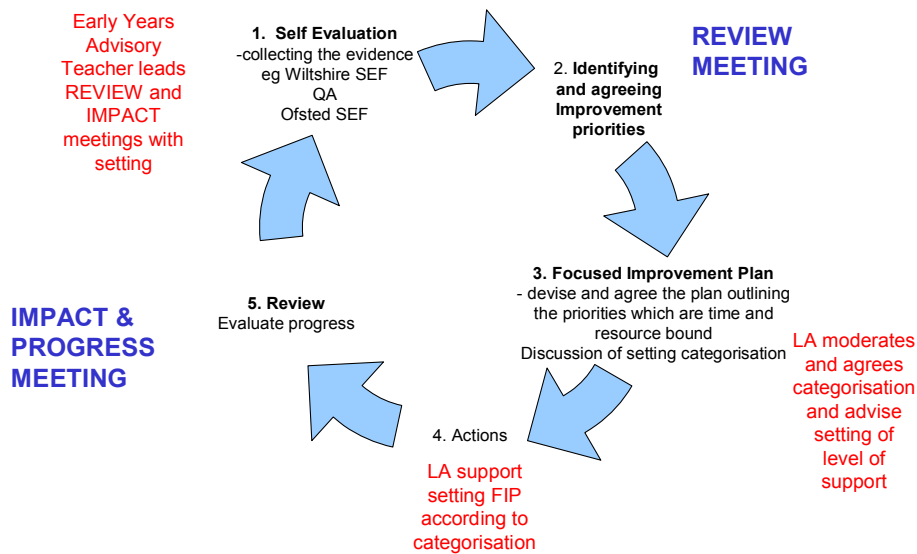 Early Years
Advisory
Teacher leads
REVIEW and
IMPACT
meetings with
setting
1. Self Evaluation
-collecting the evidence
eg Wiltshire SEF
QA
Ofsted SEF
REVIEW
MEETING
2. Identifying
and agreeing
Improvement
priorities
3. Focused Improvement Plan
- devise and agree the plan outlining
the priorities which are time and
resource bound
Discussion of setting categorisation
LA moderates
and agrees
categorisation
and advise
setting of
level of
support
4. Actions
LA support
setting FIP
according to
categorisation
5. Review
Evaluate progress
IMPACT &
PROGRESS
MEETING